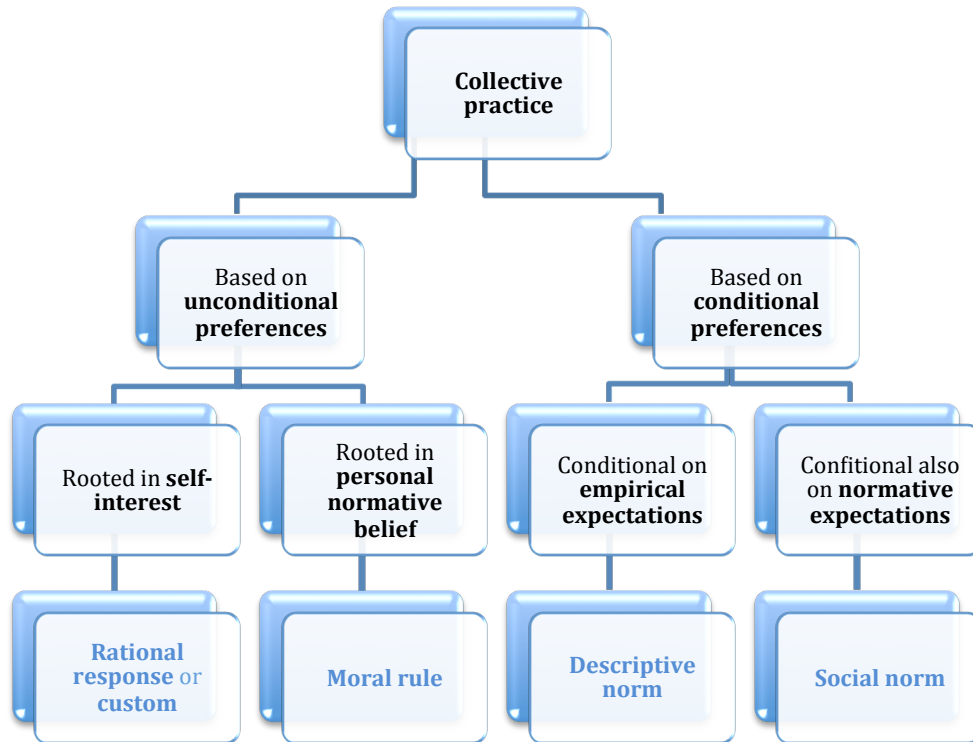 Collective
practice
Based on
unconditional
preferences
Based on
conditional
preferences
Rooted in self-
interest
Rooted in
personal
normative
belief
Conditional on
empirical
expectations
Confitional also
on normative
expectations
Rational
response or
custom
Moral rule
Descriptive
norm
Social norm